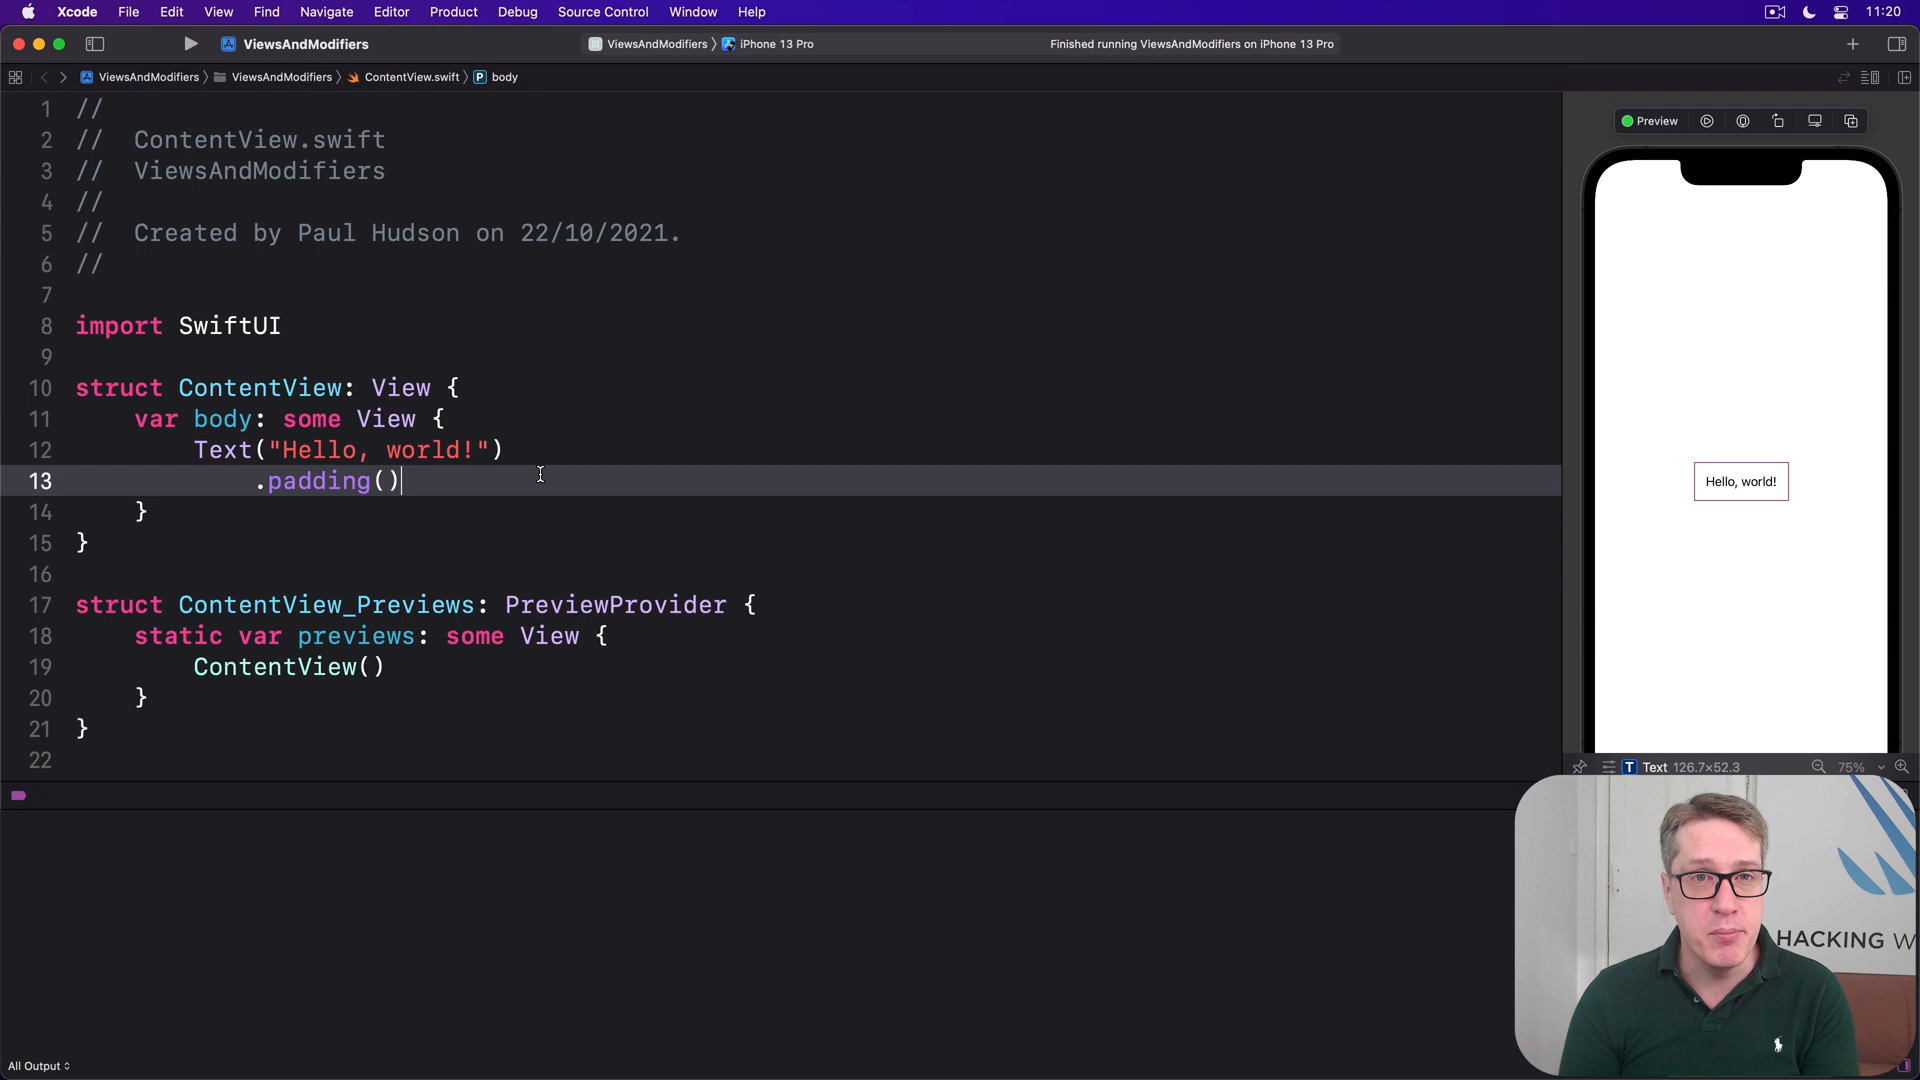 Xcode File Edit View Find Navigate Editor Product Debug Source Control Window Help 11:20
ViewsAndModifiers ViewsAndModifiers iPhone 13 Pro Finished running ViewsAndModifiers on iPhone 13 Pro
ViewsAndModifiers ViewsAndModifiers ContentView.swift P body
1 //
2 // ContentView.swift
3 // ViewsAndModifiers
4 //
5 // Created by Paul Hudson on 22/10/2021.
6 //
7
8 import SwiftUI
9
10 struct ContentView: View {
11 var body: some View {
12 Text("Hello, world!")
13 .padding()
14 }
15 }
16
17 struct ContentView_Previews: PreviewProvider {
18 static var previews: some View {
19 ContentView()
20 }
21 }
22
Preview
Hello, world!
T Text 126.7×52.3 75%
HACKING W
All Output